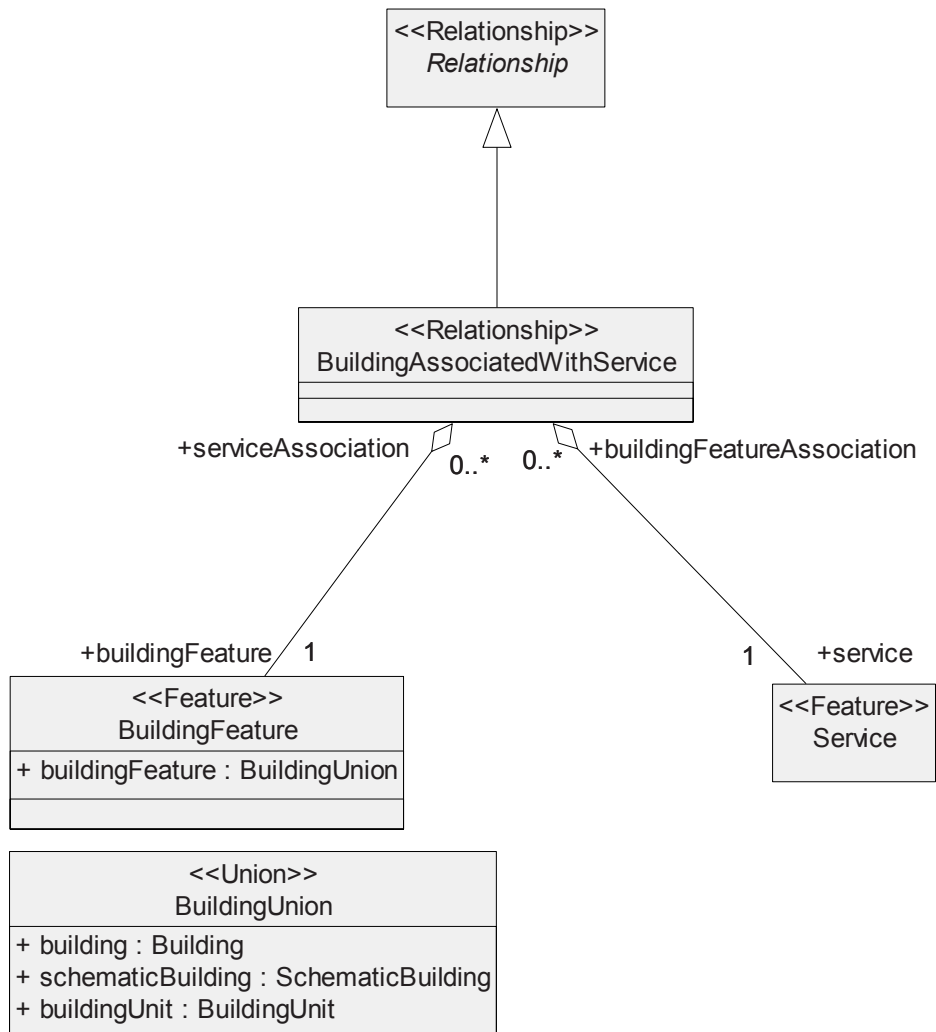 <<Relationship>>
Relationship
<<Relationship>>
BuildingAssociatedWithService
+serviceAssociation
0..*
0..*
+buildingFeatureAssociation
+buildingFeature
1
1
+service
<<Feature>>
BuildingFeature
+ buildingFeature : BuildingUnion
<<Feature>>
Service
<<Union>>
BuildingUnion
+ building : Building
+ schematicBuilding : SchematicBuilding
+ buildingUnit : BuildingUnit